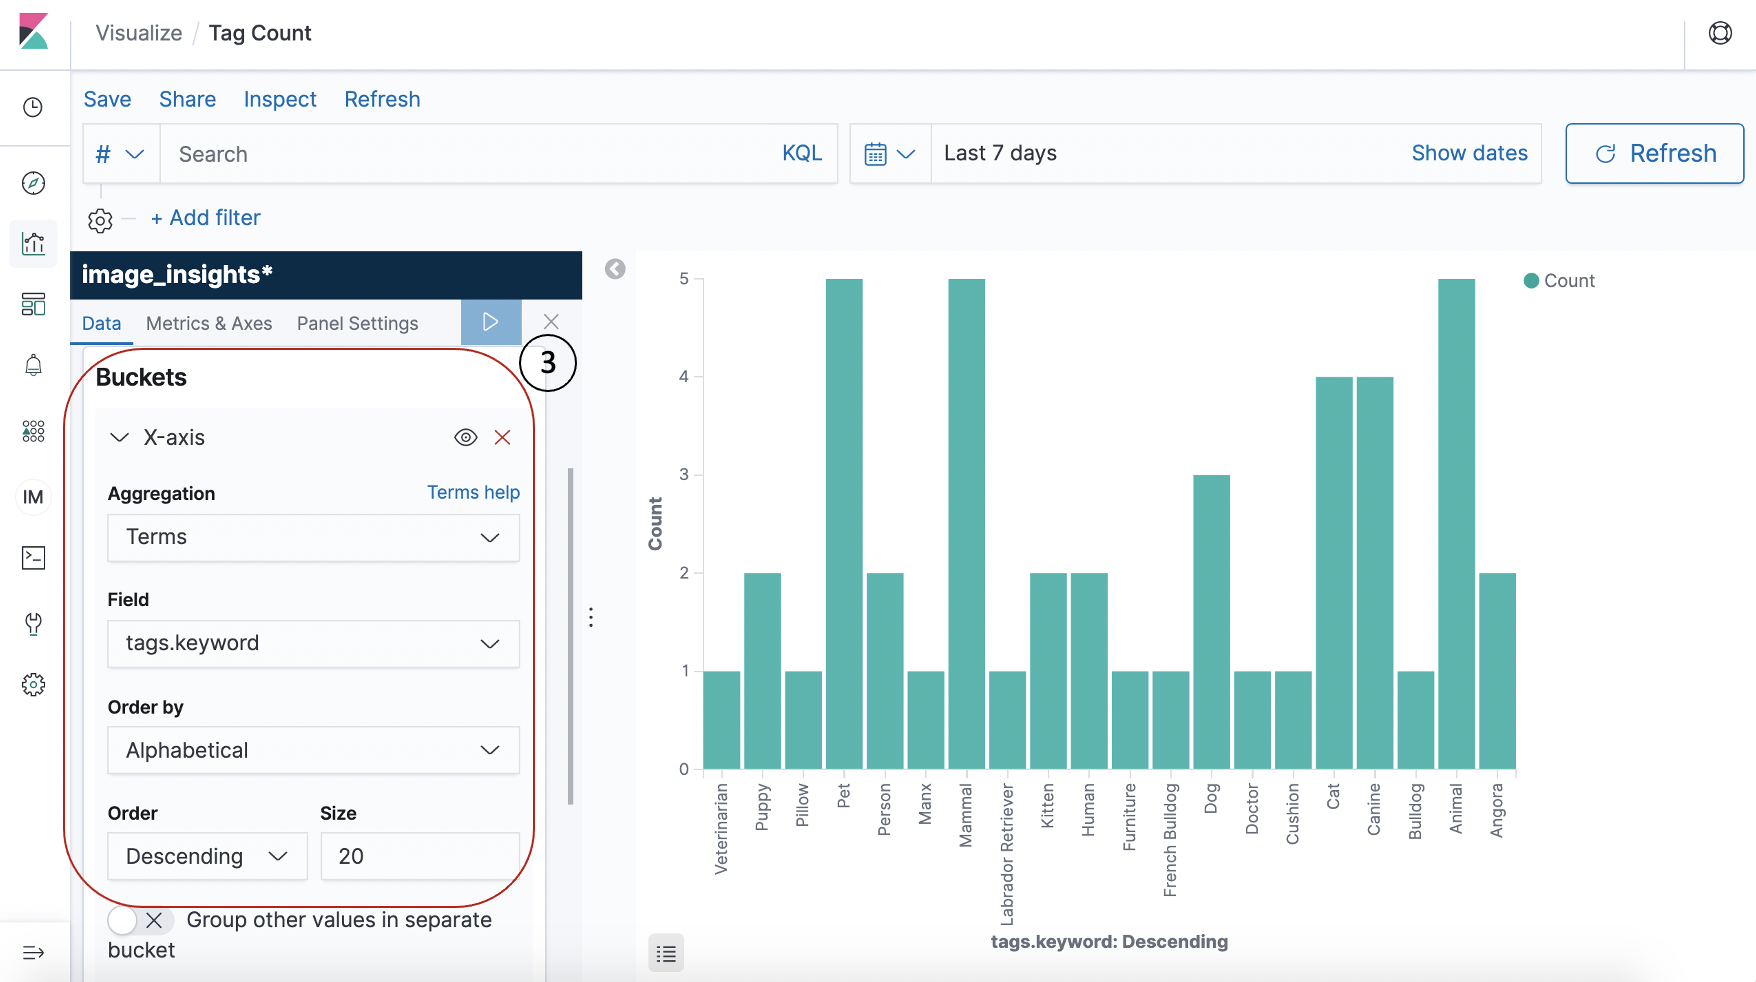 Visualize / Tag Count
Save Share Inspect Refresh
# Search KQL Last 7 days Show dates Refresh
+ Add filter
image_insights*
Data Metrics & Axes Panel Settings
3
Buckets
X-axis
Aggregation Terms help
Terms
Field
tags.keyword
Order by
Alphabetical
Order Size
Descending 20
Group other values in separate
bucket
IM
Count
5
4
3
2
1
0
Count
Veterinarian
Puppy
Pillow
Pet
Person
Manx
Mammal
Labrador Retriever
Kitten
Human
Furniture
French Bulldog
Dog
Doctor
Cushion
Cat
Canine
Bulldog
Animal
Angora
tags.keyword: Descending